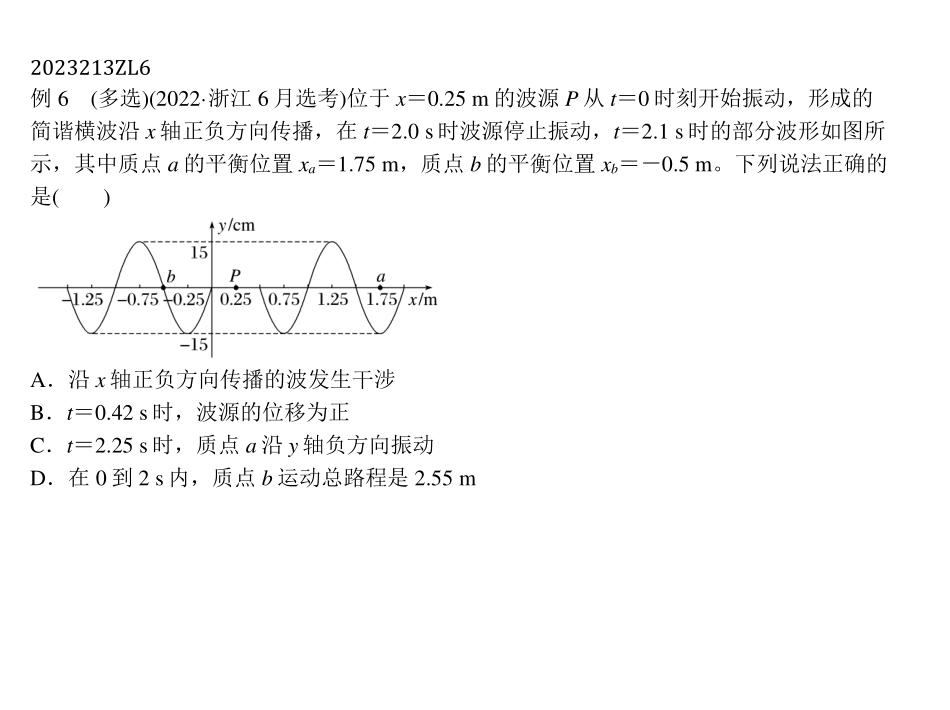 2023213ZL6
例 6 (多选)(2022·浙江 6 月选考)位于 x＝0.25 m 的波源 P 从 t＝0 时刻开始振动，形成的
简谐横波沿 x 轴正负方向传播，在 t＝2.0 s 时波源停止振动，t＝2.1 s 时的部分波形如图所
示，其中质点 a 的平衡位置 xa＝1.75 m，质点 b 的平衡位置 xb＝－0.5 m。下列说法正确的
是(　　)
y/cm
15
b P a
−1.25 −0.75 −0.25 0.25 0.75 1.25 1.75 x/m
−15
A．沿 x 轴正负方向传播的波发生干涉
B．t＝0.42 s 时，波源的位移为正
C．t＝2.25 s 时，质点 a 沿 y 轴负方向振动
D．在 0 到 2 s 内，质点 b 运动总路程是 2.55 m